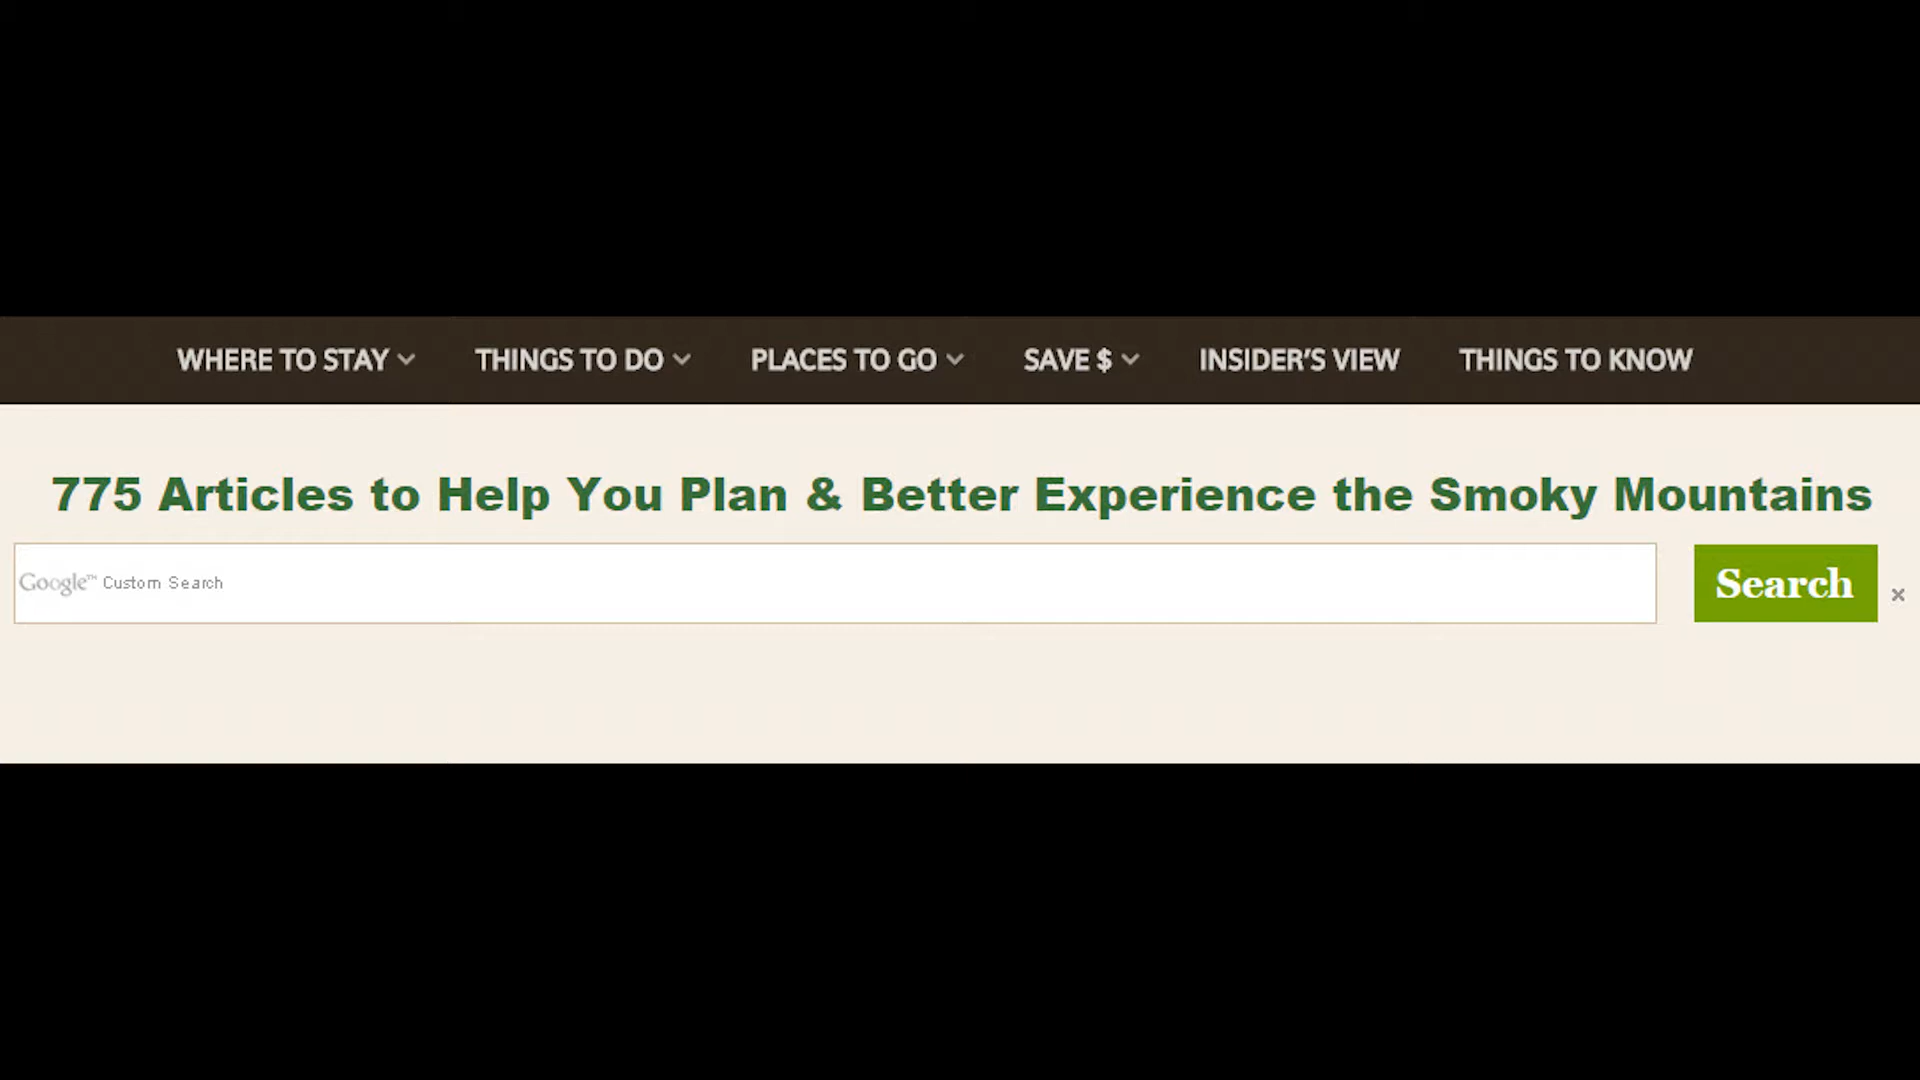 WHERE TO STAY THINGS TO DO PLACES TO GO SAVE $ INSIDER'S VIEW THINGS TO KNOW
775 Articles to Help You Plan & Better Experience the Smoky Mountains
Google™ Custom Search Search ×